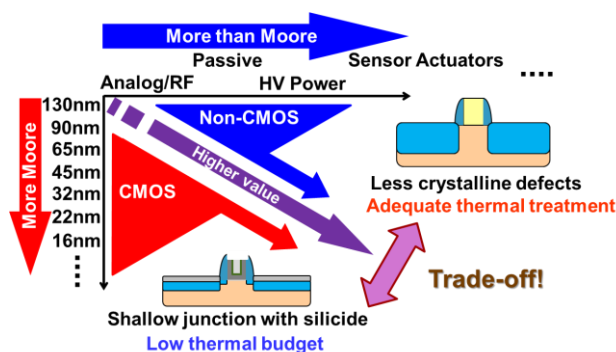 More than Moore
Passive
Sensor Actuators
Analog/RF
HV Power
....
More Moore
130nm
90nm
65nm
45nm
32nm
22nm
16nm
Non-CMOS
Higher value
CMOS
Less crystalline defects
Adequate thermal treatment
Trade-off!
Shallow junction with silicide
Low thermal budget